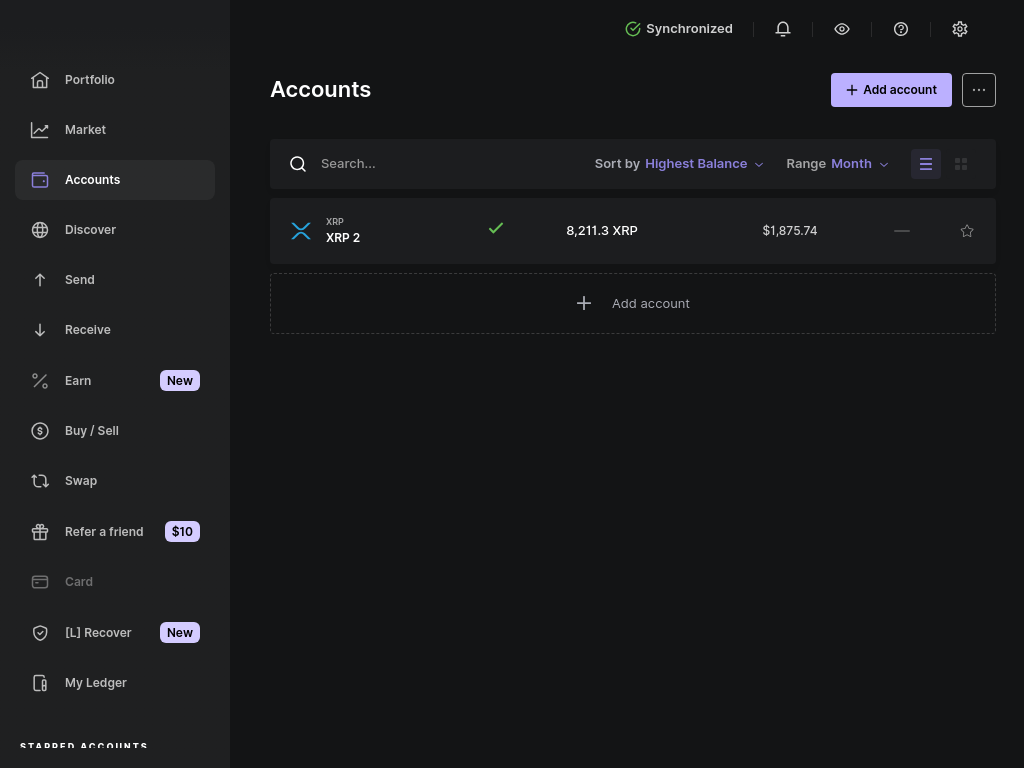 Synchronized
Portfolio
Market
Accounts
Discover
Send
Receive
Earn New
Buy / Sell
Swap
Refer a friend $10
Card
[L] Recover New
My Ledger
STARRED ACCOUNTS
Accounts
Add account
Search...
Sort by Highest Balance
Range Month
XRP
XRP 2
8,211.3 XRP
$1,875.74
Add account